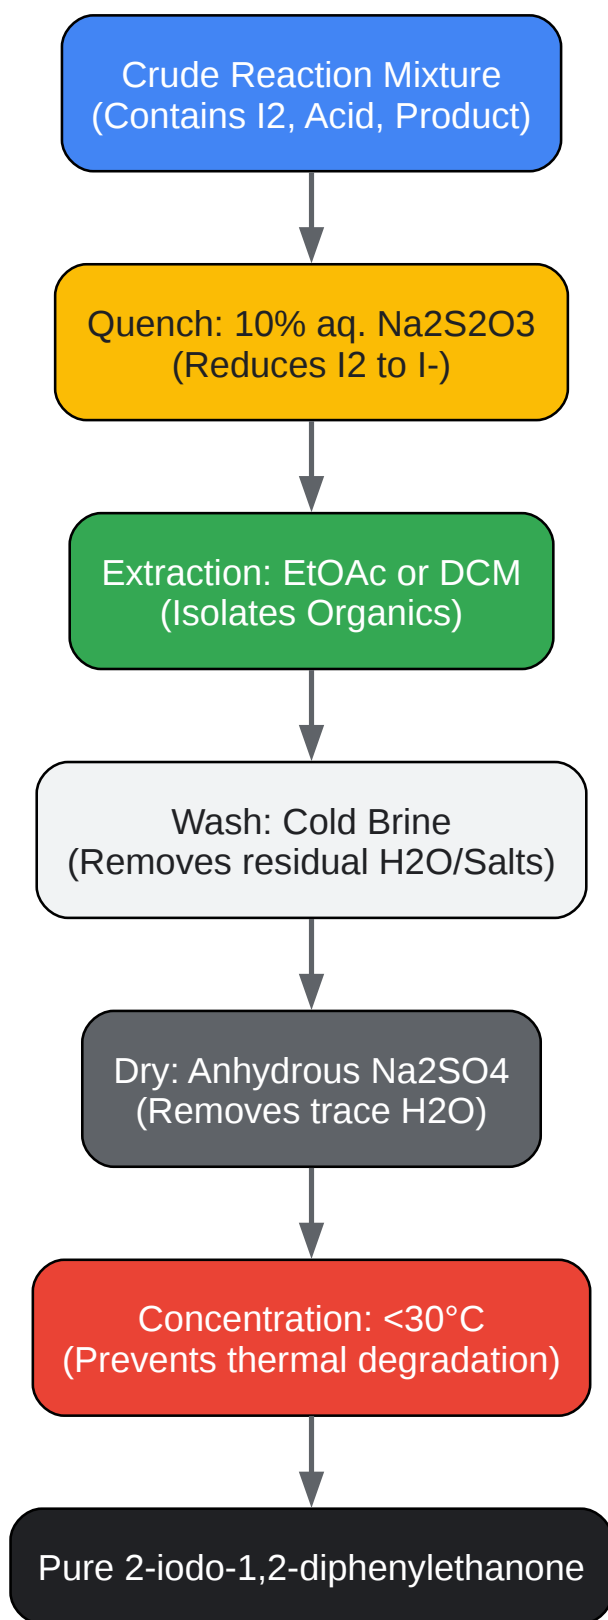 Crude Reaction Mixture
(Contains I2, Acid, Product)
Quench: 10% aq. Na2S2O3
(Reduces I2 to I-)
Extraction: EtOAc or DCM
(Isolates Organics)
Wash: Cold Brine
(Removes residual H2O/Salts)
Dry: Anhydrous Na2SO4
(Removes trace H2O)
Concentration: <30°C
(Prevents thermal degradation)
Pure 2-iodo-1,2-diphenylethanone